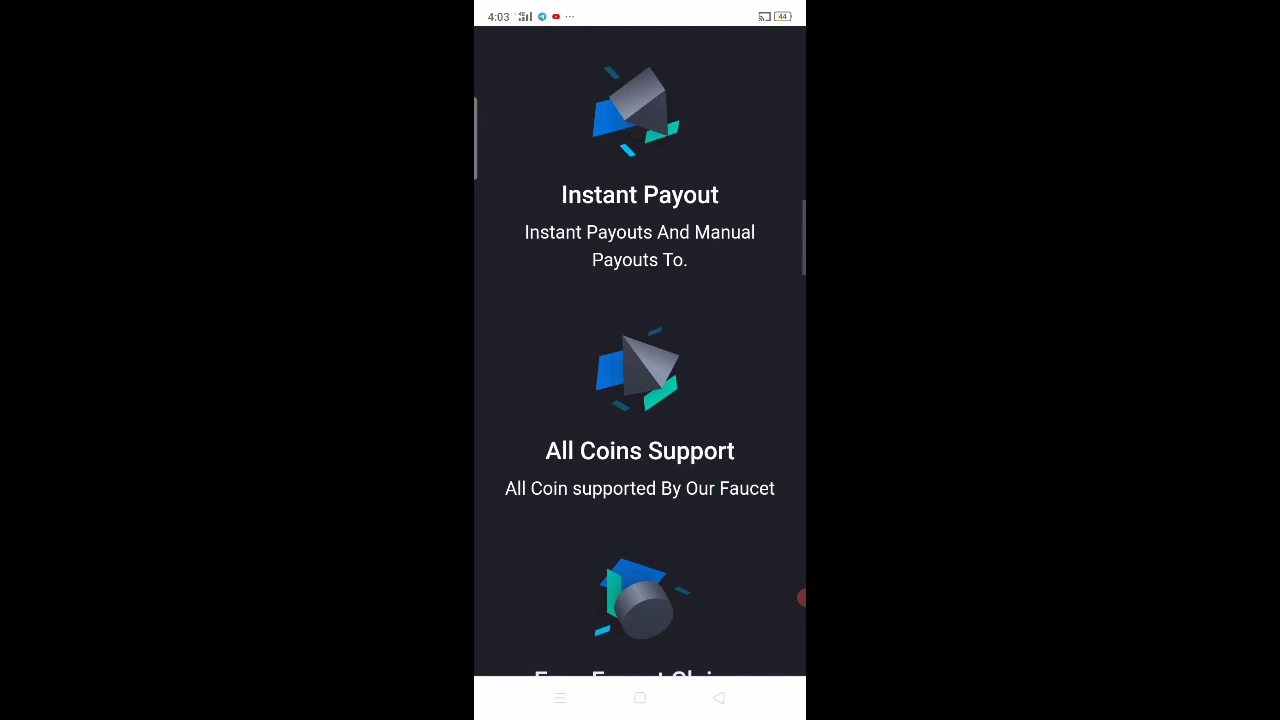 4:03 44
Instant Payout
Instant Payouts And Manual
Payouts To.
All Coins Support
All Coin supported By Our Faucet